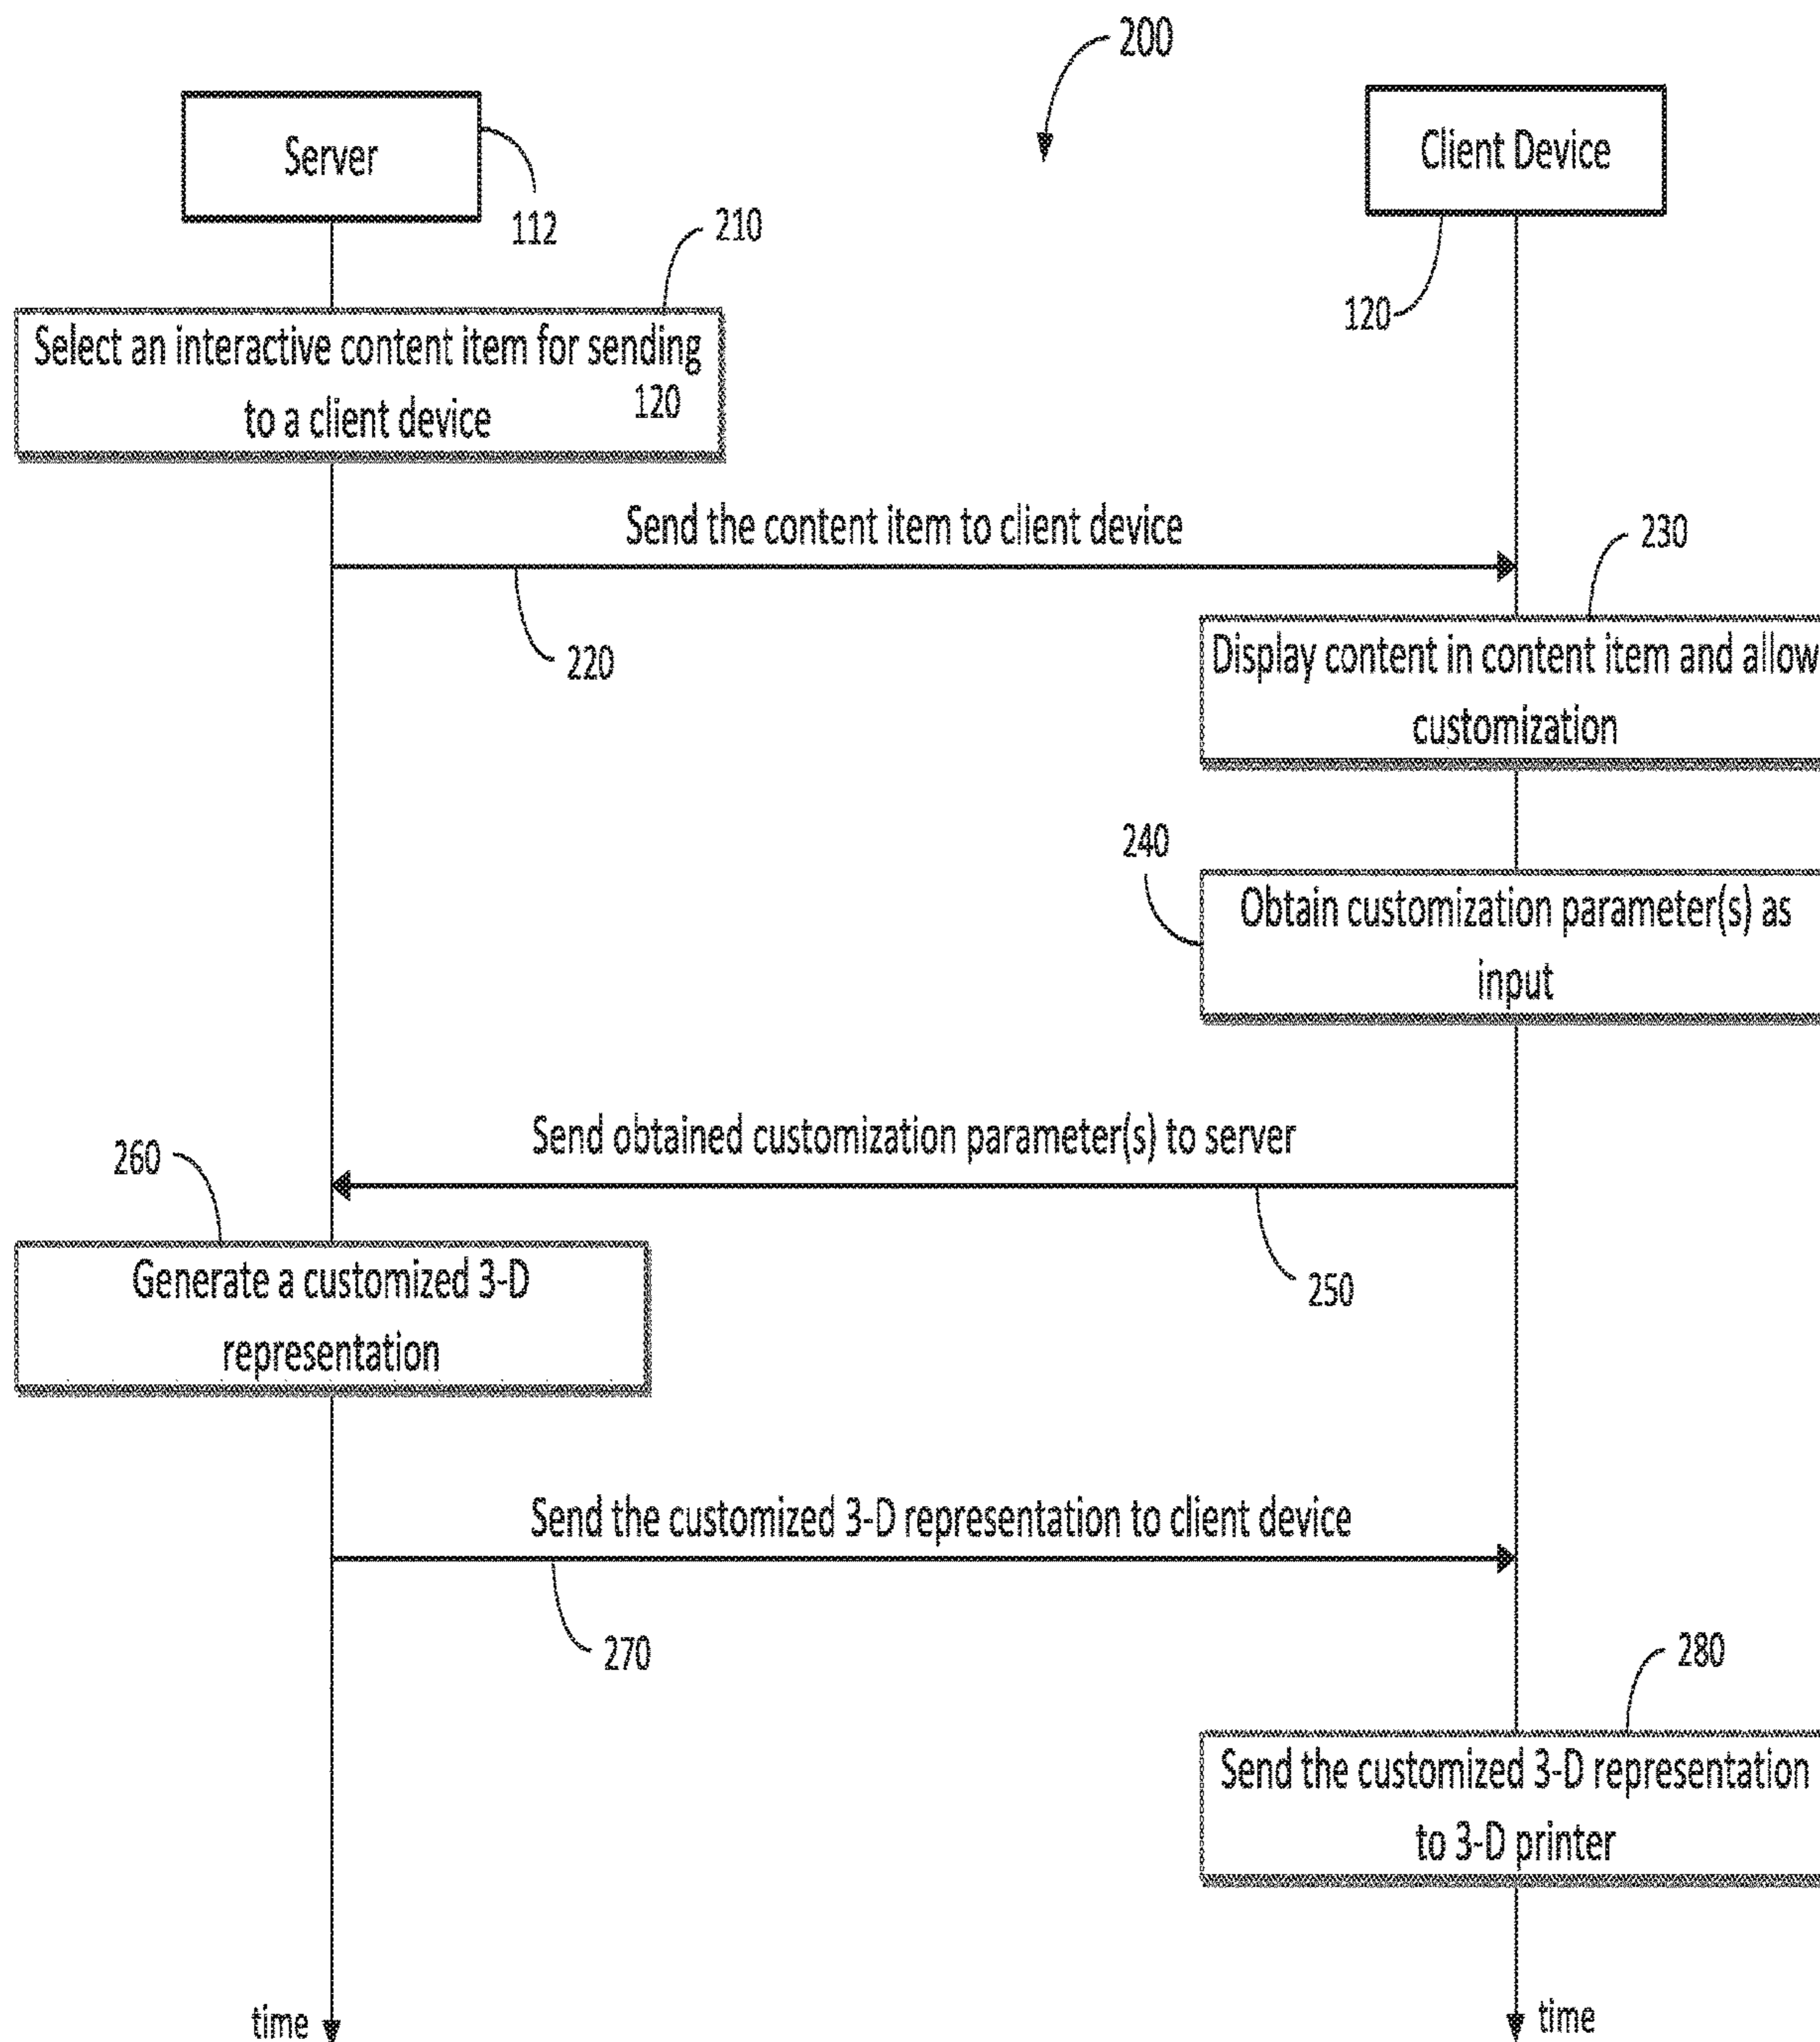 200
Server
Client Device
112
210
120
Select an interactive content item for sending
to a client device 120
Send the content item to client device
230
220
Display content in content item and allow
customization
240
Obtain customization parameter(s) as
input
Send obtained customization parameter(s) to server
260
250
Generate a customized 3-D
representation
Send the customized 3-D representation to client device
270
280
Send the customized 3-D representation
to 3-D printer
time
time